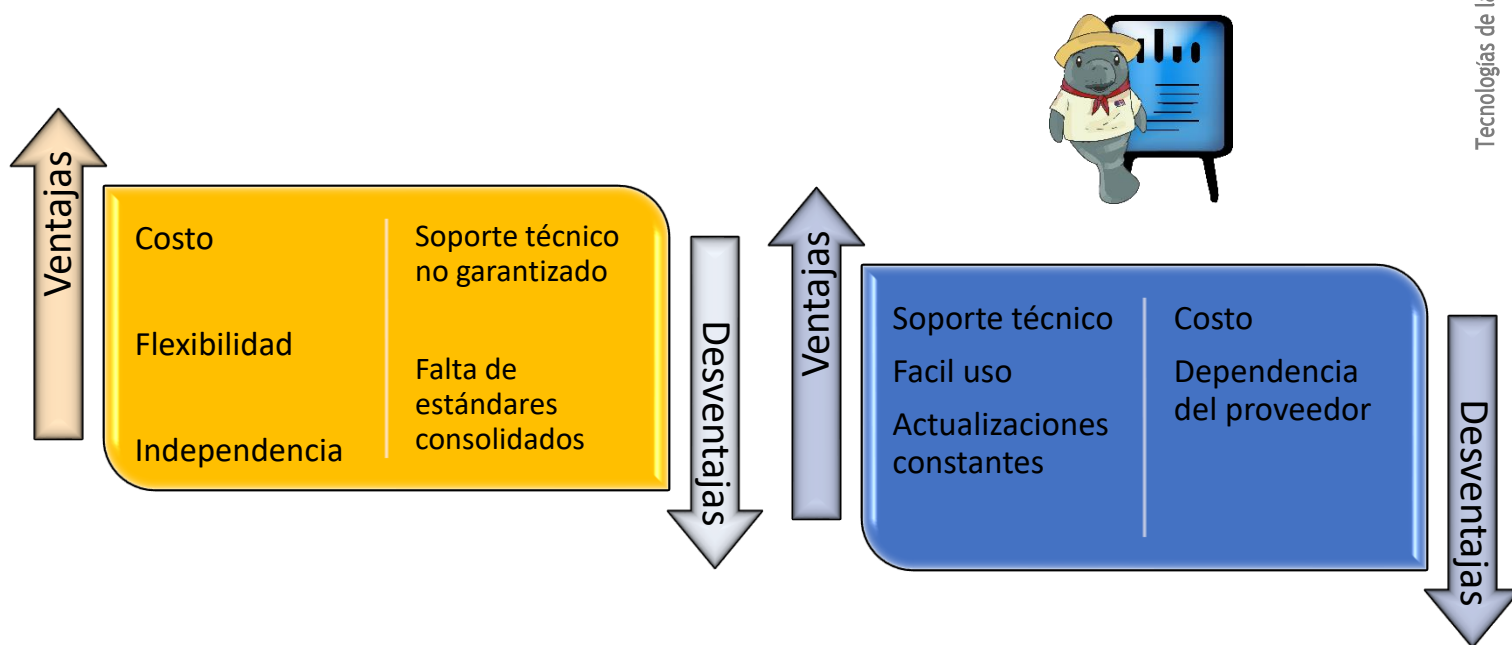 Tecnologías de la
Ventajas
Costo
Flexibilidad
Independencia
Soporte técnico
no garantizado
Falta de
estándares
consolidados
Desventajas
Ventajas
Soporte técnico
Facil uso
Actualizaciones
constantes
Costo
Dependencia
del proveedor
Desventajas